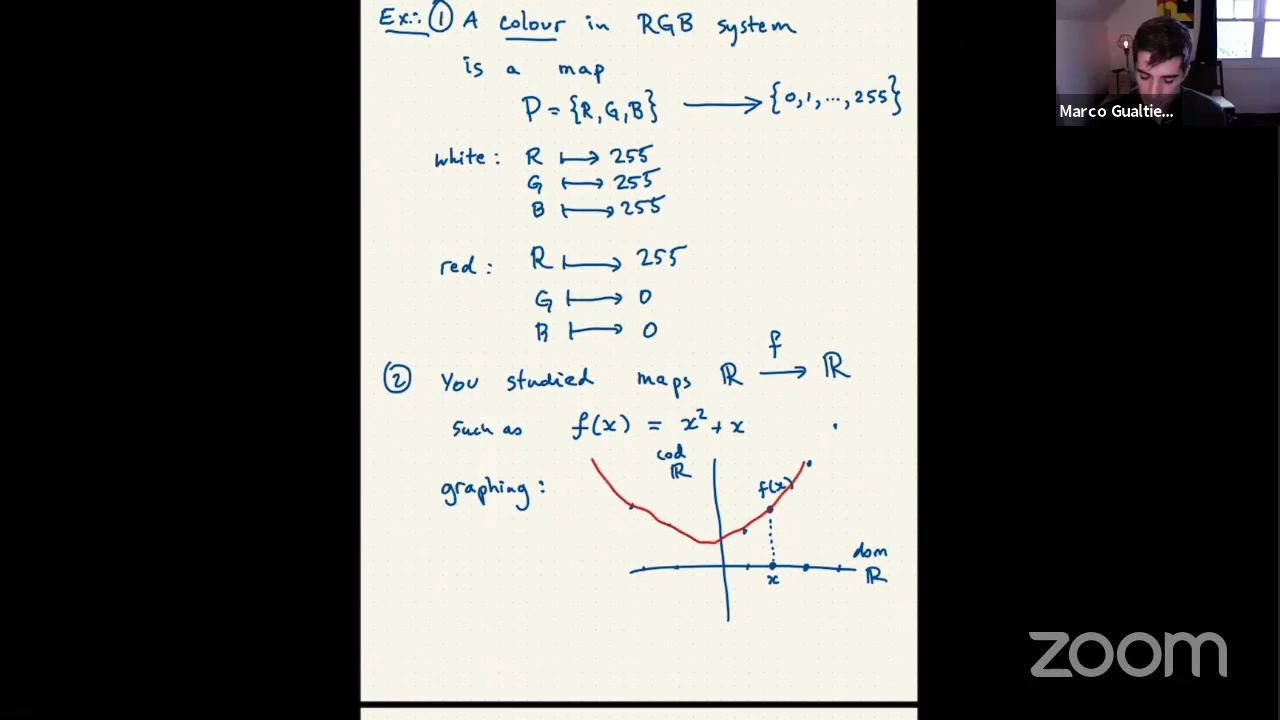 Ex.: ① A colour in RGB system
is a map
P = {R, G, B} ⟶ {0, 1, ..., 255}
white: R ⟼ 255
G ⟼ 255
B ⟼ 255
red: R ⟼ 255
G ⟼ 0
B ⟼ 0
② You studied maps ℝ ⟶ ℝ
f
such as f(x) = x² + x
graphing:
cod
ℝ
f(x)
dom
ℝ
x
Marco Gualtie...
zoom